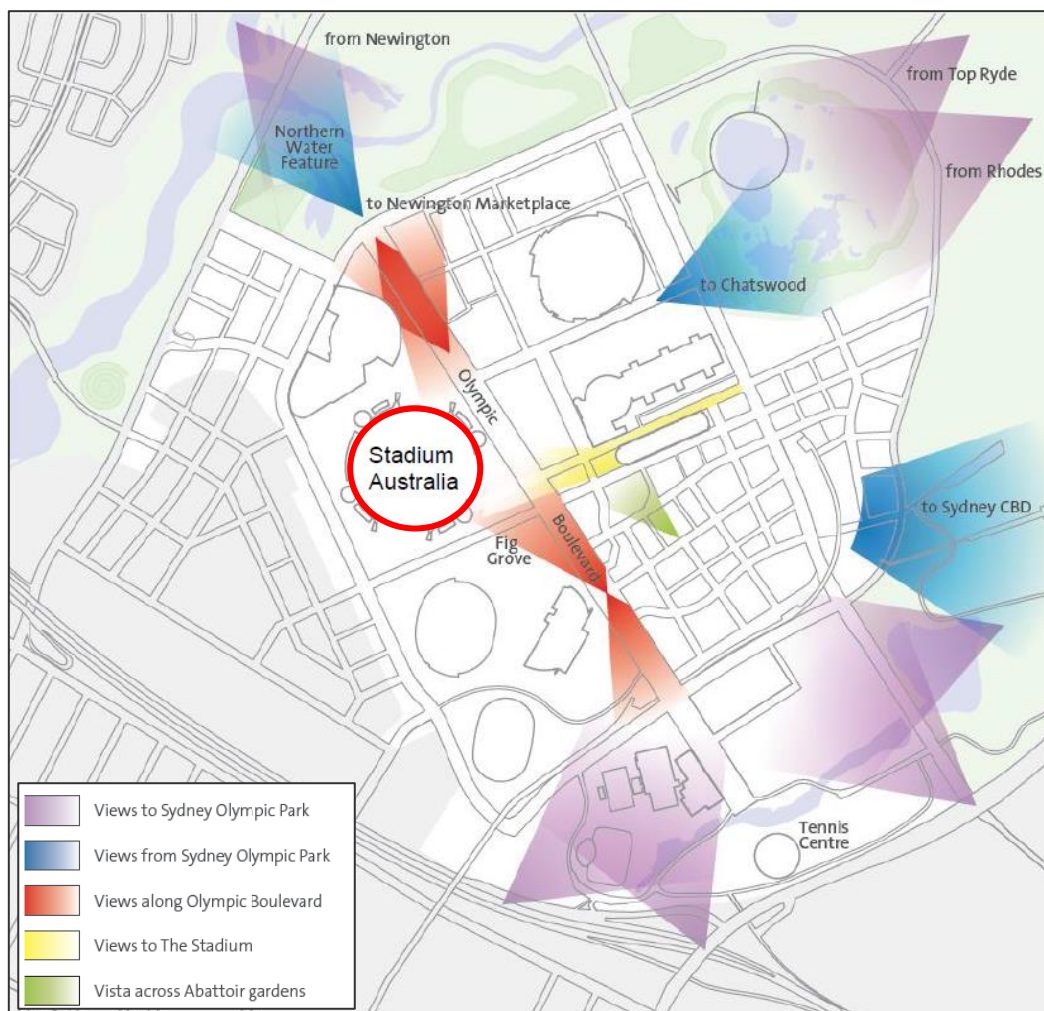 from Newington
from Top Ryde
Northern
Water
Feature
from Rhodes
to Newington Marketplace
to Chatswood
Olympic
Stadium
Australia
to Sydney CBD
Boulevard
Fig
Grove
Tennis
Centre
Views to Sydney Olympic Park
Views from Sydney Olympic Park
Views along Olympic Boulevard
Views to The Stadium
Vista across Abattoir gardens